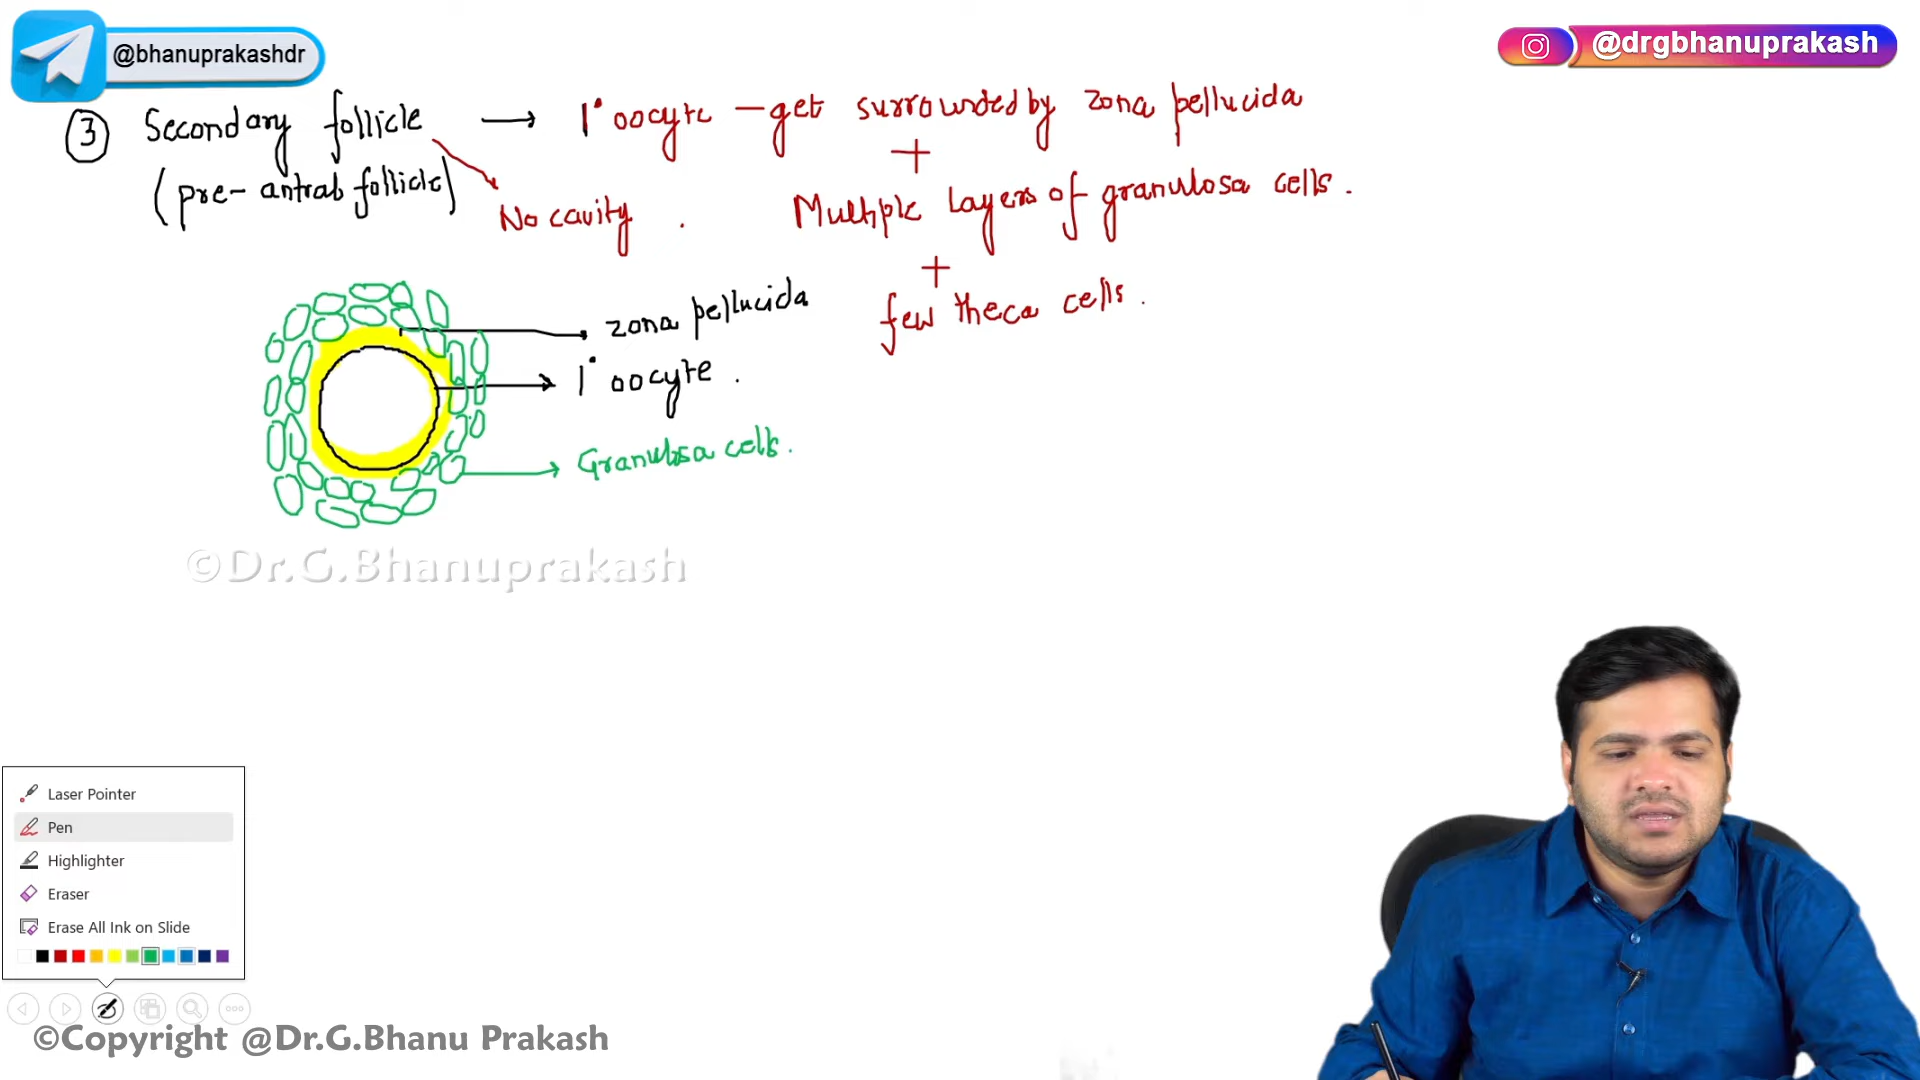 @bhanuprakashdr
@drgbhanuprakash
③ Secondary follicle → 1° oocyte – get surrounded by zona pellucida
+
(pre-antral follicle)
No cavity.
Multiple layers of granulosa cells.
+
few theca cells.
zona pellucida
1° oocyte.
Granulosa cells.
©Dr.G.Bhanuprakash
Laser Pointer
Pen
Highlighter
Eraser
Erase All Ink on Slide
©Copyright @Dr.G.Bhanu Prakash